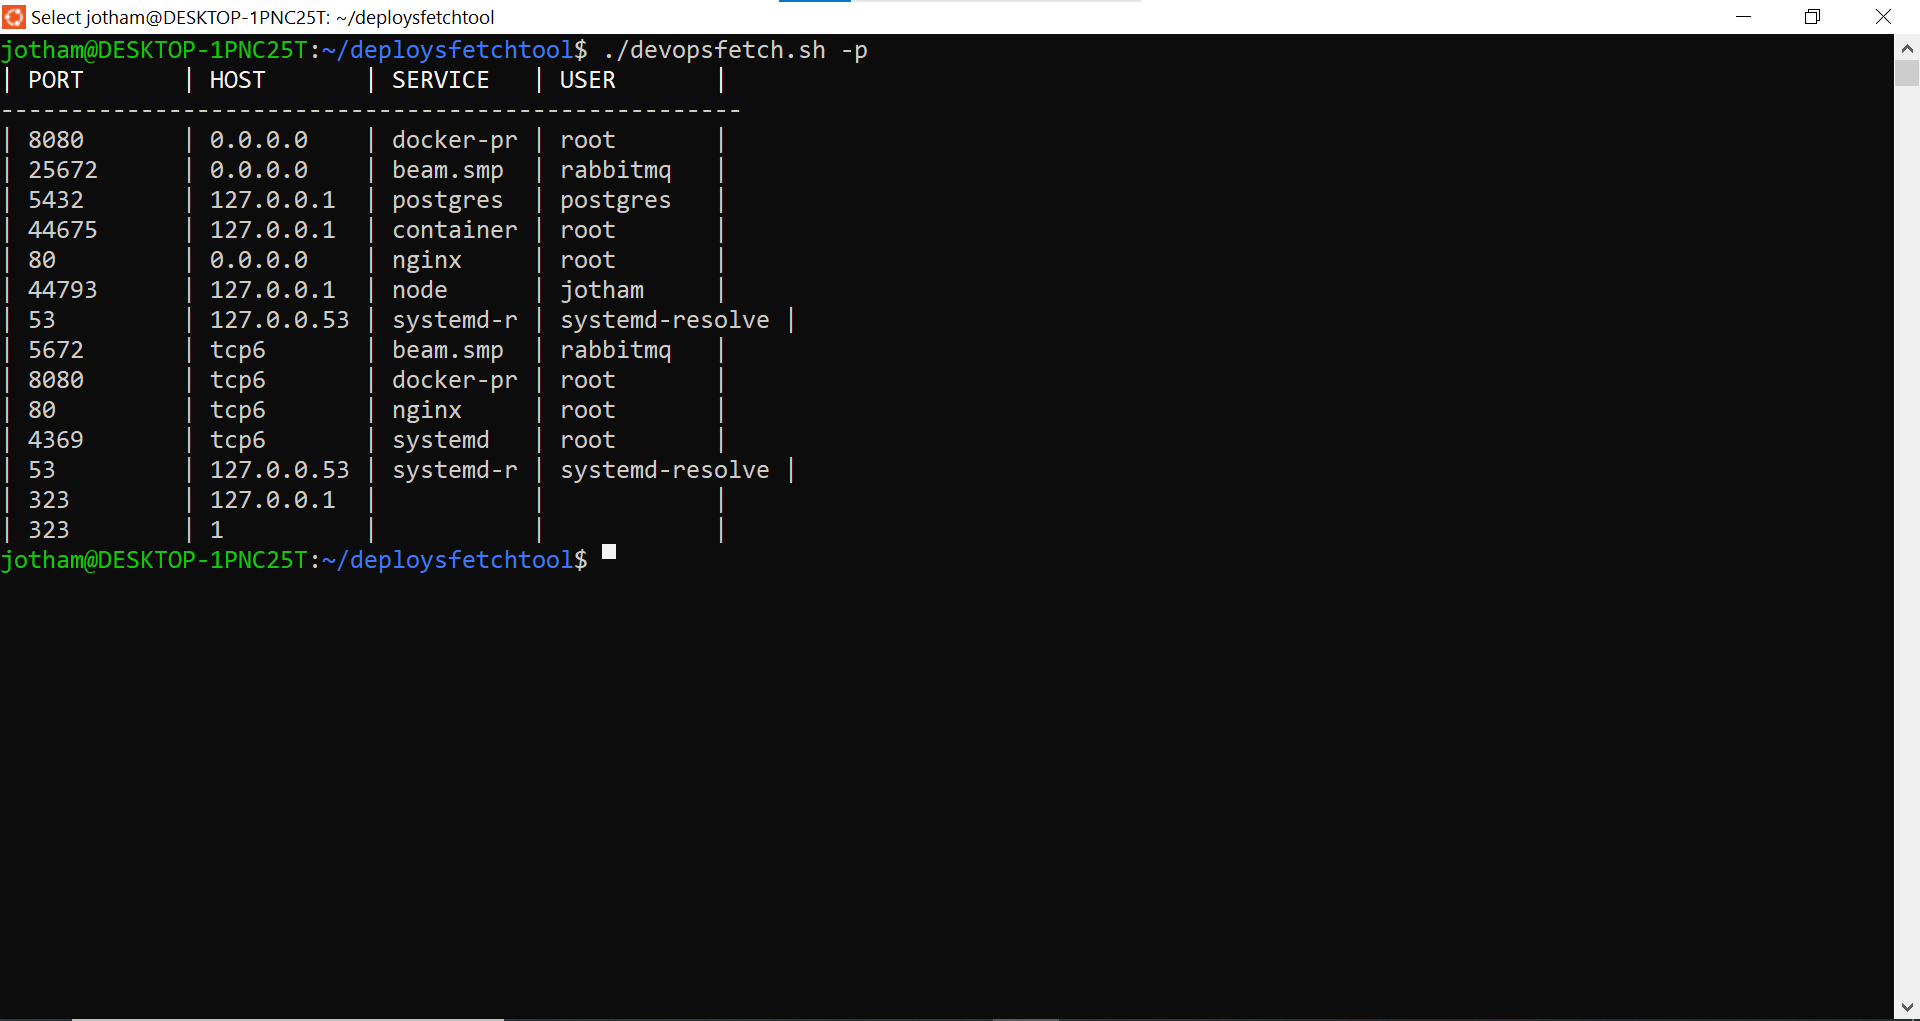 Select jotham@DESKTOP-1PNC25T: ~/deploysfetchtool
jotham@DESKTOP-1PNC25T:~/deploysfetchtool$ ./devopsfetch.sh -p
| PORT       | HOST       | SERVICE   | USER       |
-----------------------------------------------------
| 8080       | 0.0.0.0    | docker-pr | root       |
| 25672      | 0.0.0.0    | beam.smp  | rabbitmq   |
| 5432       | 127.0.0.1  | postgres  | postgres   |
| 44675      | 127.0.0.1  | container | root       |
| 80         | 0.0.0.0    | nginx     | root       |
| 44793      | 127.0.0.1  | node      | jotham     |
| 53         | 127.0.0.53 | systemd-r | systemd-resolve |
| 5672       | tcp6       | beam.smp  | rabbitmq   |
| 8080       | tcp6       | docker-pr | root       |
| 80         | tcp6       | nginx     | root       |
| 4369       | tcp6       | systemd   | root       |
| 53         | 127.0.0.53 | systemd-r | systemd-resolve |
| 323        | 127.0.0.1  |           |            |
| 323        | 1          |           |            |
jotham@DESKTOP-1PNC25T:~/deploysfetchtool$